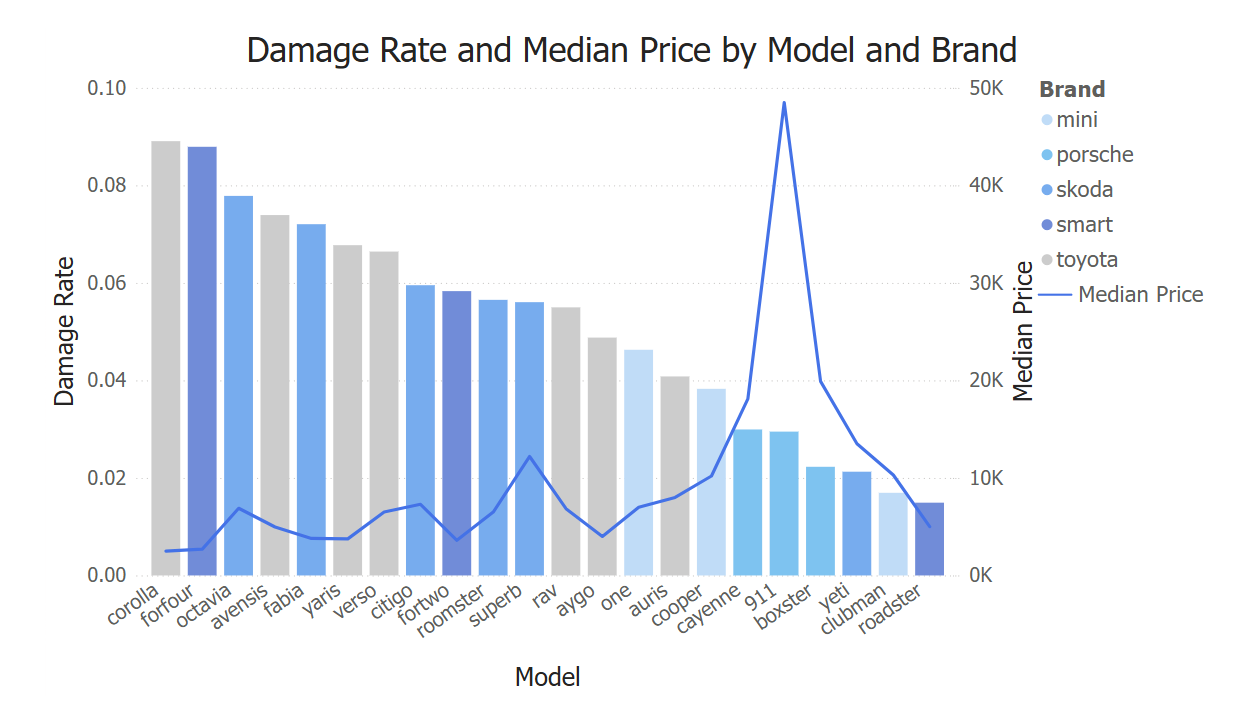 Damage Rate and Median Price by Model and Brand
0.10
0.08
0.06
0.04
0.02
0.00
Damage Rate
50K
40K
30K
20K
10K
0K
Median Price
Brand
mini
porsche
skoda
smart
toyota
Median Price
corolla
forfour
octavia
avensis
fabia
yaris
verso
citigo
fortwo
roomster
superb
rav
aygo
one
auris
cooper
cayenne
911
boxster
yeti
clubman
roadster
Model